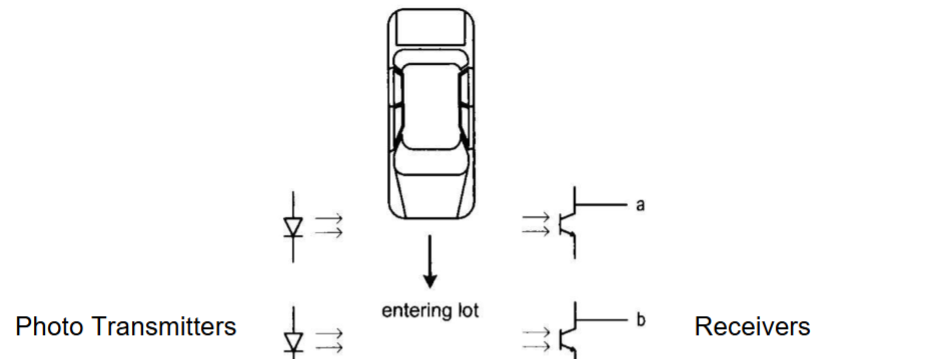 a
entering lot
Photo Transmitters
b
Receivers